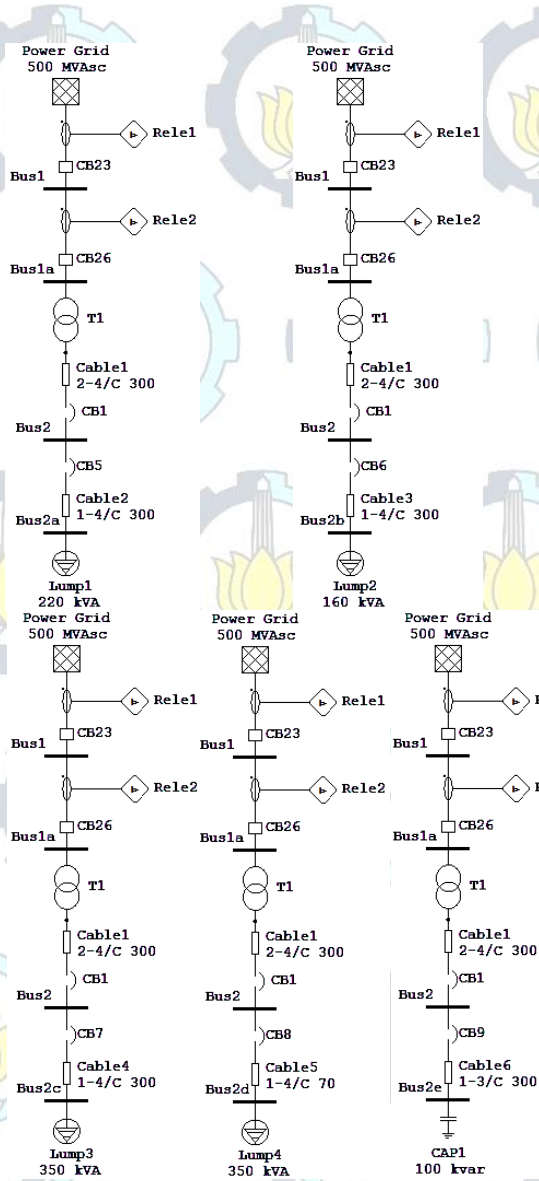 Power Grid
500 MVAsc
Rele1
CB23
Bus1
Rele2
CB26
Bus1a
T1
Cable1
2-4/C 300
CB1
Bus2
CB5
Cable2
1-4/C 300
Bus2a
Lump1
220 kVA
Power Grid
500 MVAsc
Rele1
CB23
Bus1
Rele2
CB26
Bus1a
T1
Cable1
2-4/C 300
CB1
Bus2
CB6
Cable3
1-4/C 300
Bus2b
Lump2
160 kVA
Power Grid
500 MVAsc
Rele1
CB23
Bus1
Rele2
CB26
Bus1a
T1
Cable1
2-4/C 300
CB1
Bus2
CB7
Cable4
1-4/C 300
Bus2c
Lump3
350 kVA
Power Grid
500 MVAsc
Rele1
CB23
Bus1
Rele2
CB26
Bus1a
T1
Cable1
2-4/C 300
CB1
Bus2
CB8
Cable5
1-4/C 70
Bus2d
Lump4
350 kVA
Power Grid
500 MVAsc
CB23
Bus1
CB26
Bus1a
T1
Cable1
2-4/C 300
CB1
Bus2
CB9
Cable6
1-3/C 300
Bus2e
CAP1
100 kvar